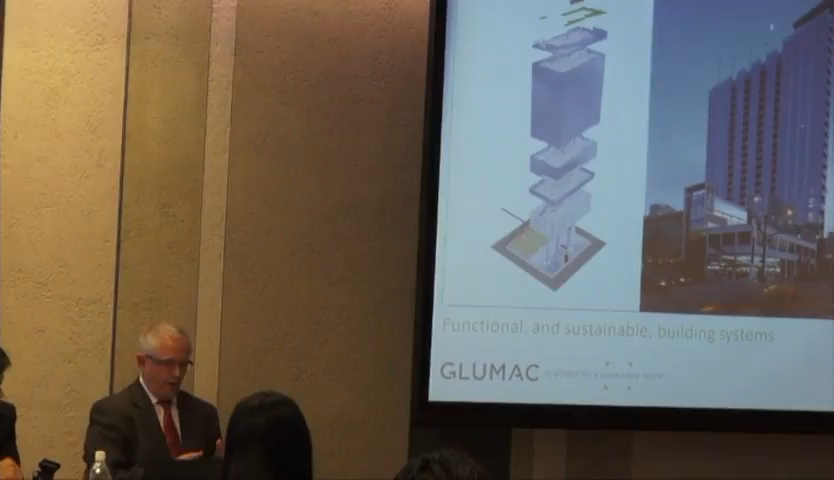 Functional, and sustainable, building systems
GLUMAC